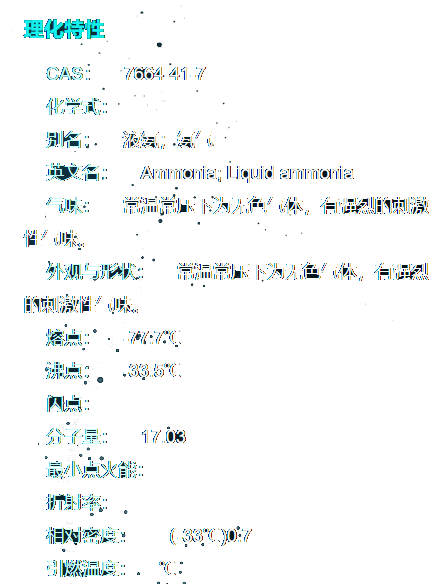 理化特性
CAS: 7664-41-7
化学式:
别名: 液氨; 氨气
英文名: Ammonia; Liquid ammonia
气味: 常温常压下为无色气体, 有强烈的刺激
性气味。
外观与形状: 常温常压下为无色气体, 有强烈
的刺激性气味。
熔点: -77.7℃
沸点: -33.5℃
闪点:
分子量: 17.03
最小点火能:
折射率:
相对密度: (-33℃)0.7
引燃温度: ℃: